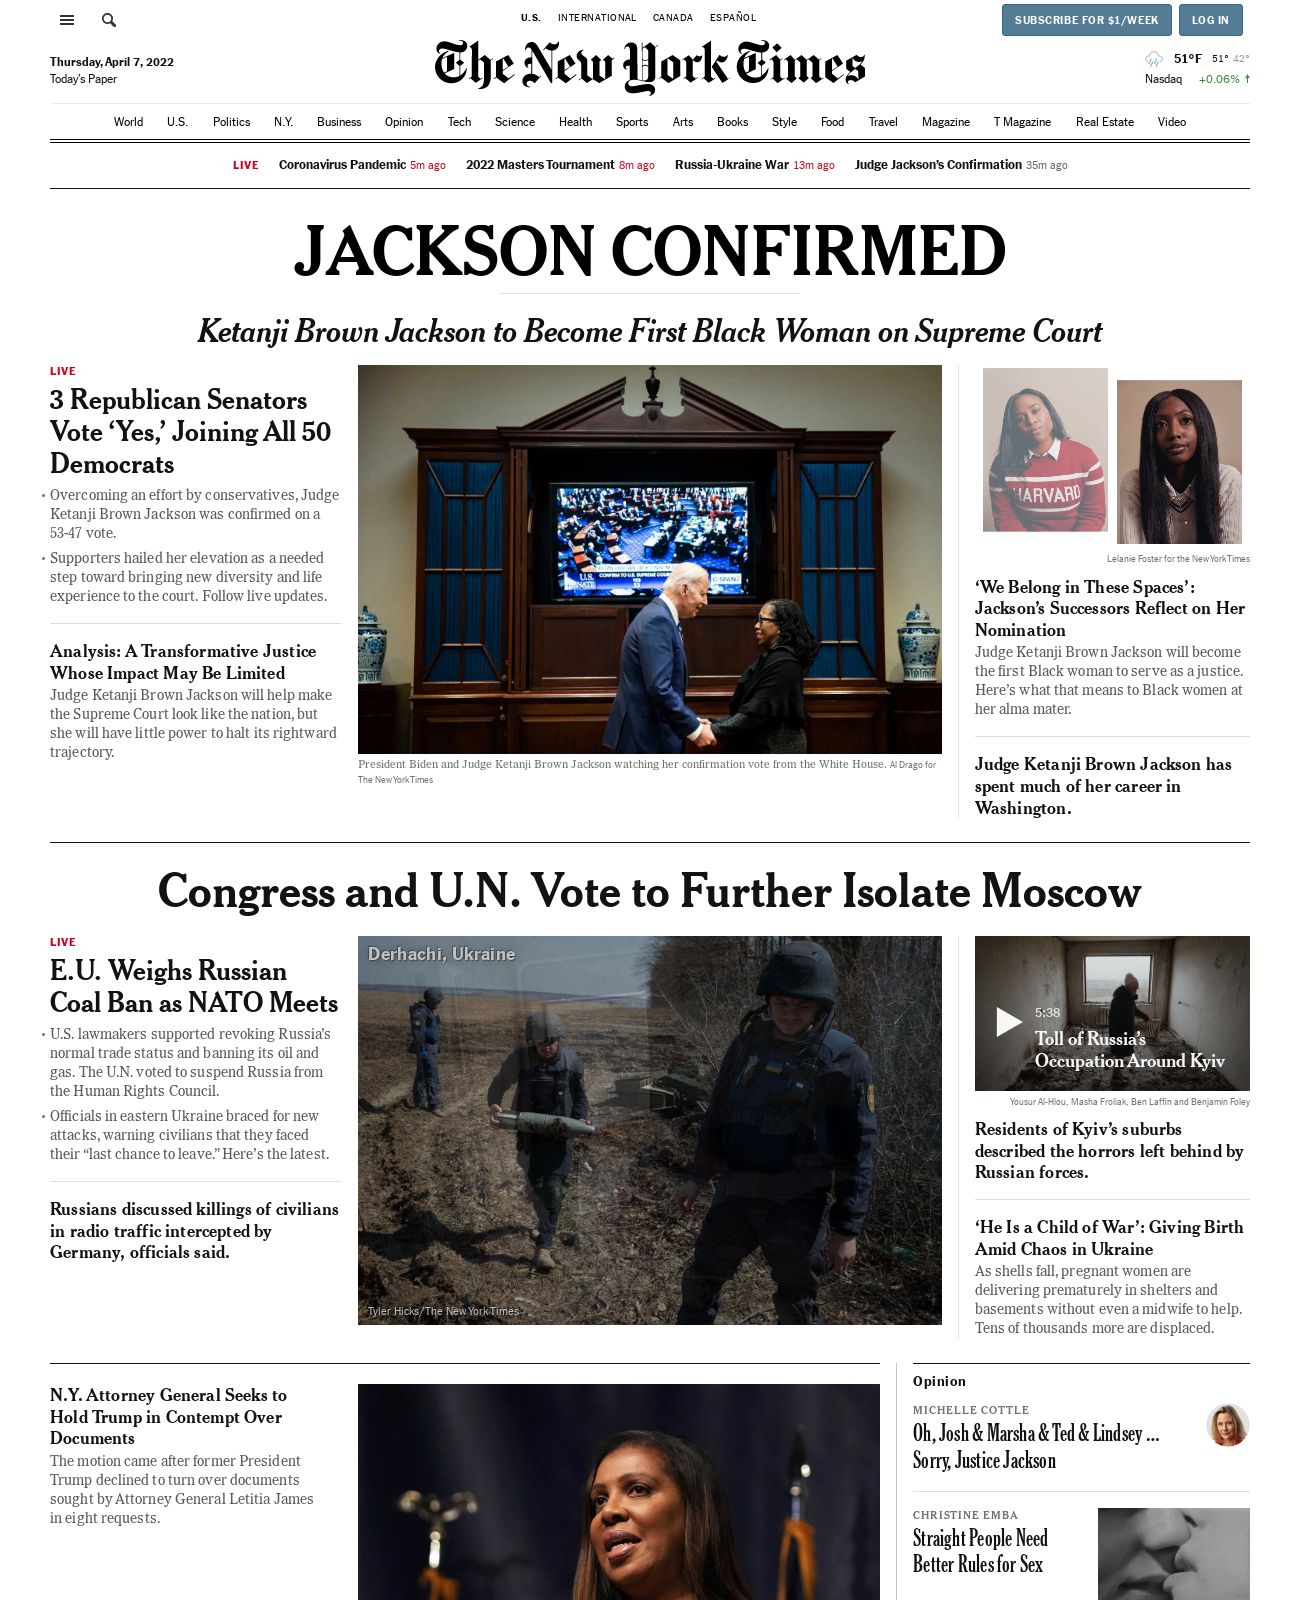 U.S. INTERNATIONAL CANADA ESPAÑOL
SUBSCRIBE FOR $1/WEEK LOG IN
Thursday, April 7, 2022
Today's Paper
The New York Times
51°F 51° 42°
Nasdaq +0.06% ↑
World U.S. Politics N.Y. Business Opinion Tech Science Health Sports Arts Books Style Food Travel Magazine T Magazine Real Estate Video
LIVE Coronavirus Pandemic 5m ago 2022 Masters Tournament 8m ago Russia-Ukraine War 13m ago Judge Jackson's Confirmation 35m ago
JACKSON CONFIRMED
Ketanji Brown Jackson to Become First Black Woman on Supreme Court
LIVE
3 Republican Senators
Vote ‘Yes,’ Joining All 50
Democrats
• Overcoming an effort by conservatives, Judge
Ketanji Brown Jackson was confirmed on a
53-47 vote.
• Supporters hailed her elevation as a needed
step toward bringing new diversity and life
experience to the court. Follow live updates.
Analysis: A Transformative Justice
Whose Impact May Be Limited
Judge Ketanji Brown Jackson will help make
the Supreme Court look like the nation, but
she will have little power to halt its rightward
trajectory.
President Biden and Judge Ketanji Brown Jackson watching her confirmation vote from the White House. Al Drago for
The New York Times
HARVARD
Lelanie Foster for the New York Times
‘We Belong in These Spaces’:
Jackson’s Successors Reflect on Her
Nomination
Judge Ketanji Brown Jackson will become
the first Black woman to serve as a justice.
Here’s what that means to Black women at
her alma mater.
Judge Ketanji Brown Jackson has
spent much of her career in
Washington.
Congress and U.N. Vote to Further Isolate Moscow
LIVE
E.U. Weighs Russian
Coal Ban as NATO Meets
• U.S. lawmakers supported revoking Russia’s
normal trade status and banning its oil and
gas. The U.N. voted to suspend Russia from
the Human Rights Council.
• Officials in eastern Ukraine braced for new
attacks, warning civilians that they faced
their “last chance to leave.” Here’s the latest.
Russians discussed killings of civilians
in radio traffic intercepted by
Germany, officials said.
Derhachi, Ukraine
Tyler Hicks/The New York Times
5:38
Toll of Russia’s
Occupation Around Kyiv
Yousur Al-Hlou, Masha Froliak, Ben Laffin and Benjamin Foley
Residents of Kyiv’s suburbs
described the horrors left behind by
Russian forces.
‘He Is a Child of War’: Giving Birth
Amid Chaos in Ukraine
As shells fall, pregnant women are
delivering prematurely in shelters and
basements without even a midwife to help.
Tens of thousands more are displaced.
N.Y. Attorney General Seeks to
Hold Trump in Contempt Over
Documents
The motion came after former President
Trump declined to turn over documents
sought by Attorney General Letitia James
in eight requests.
Opinion
MICHELLE COTTLE
Oh, Josh & Marsha & Ted & Lindsey ...
Sorry, Justice Jackson
CHRISTINE EMBA
Straight People Need
Better Rules for Sex